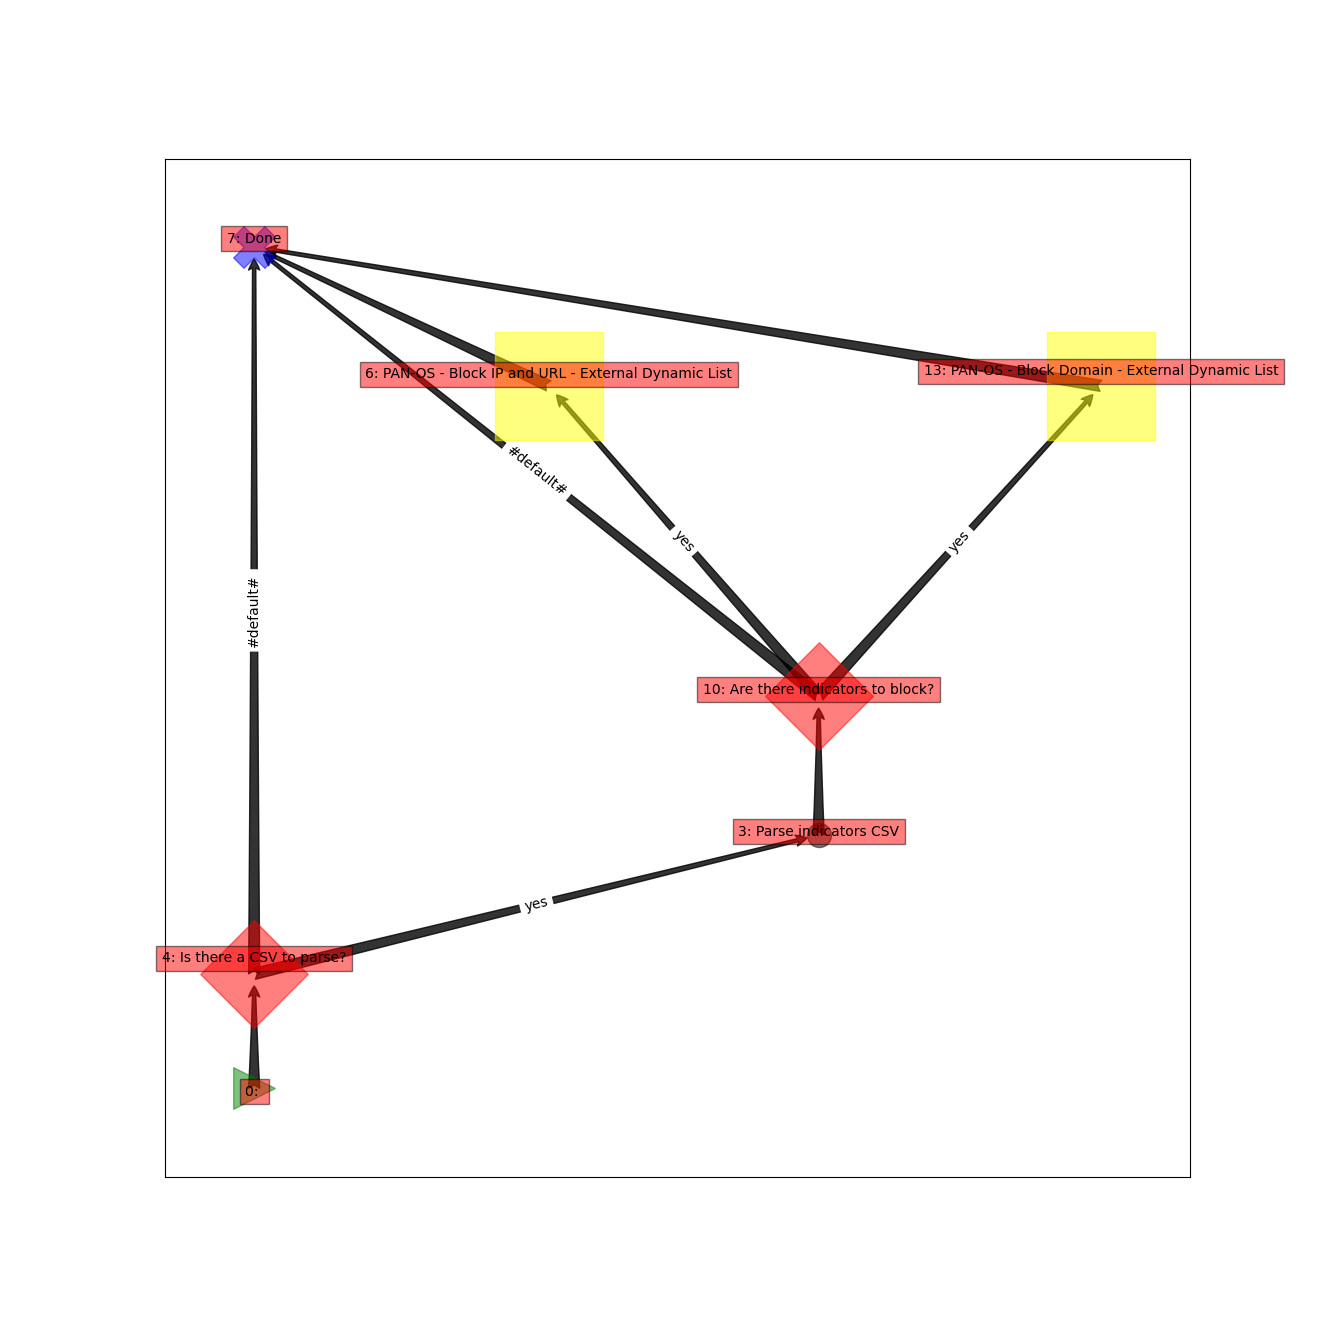 7: Done
13: PAN-OS - Block Domain - External Dynamic List
6: PAN-OS - Block IP and URL - External Dynamic List
#default#
yes
yes
#default#
10: Are there indicators to block?
3: Parse indicators CSV
yes
4: Is there a CSV to parse?
0: